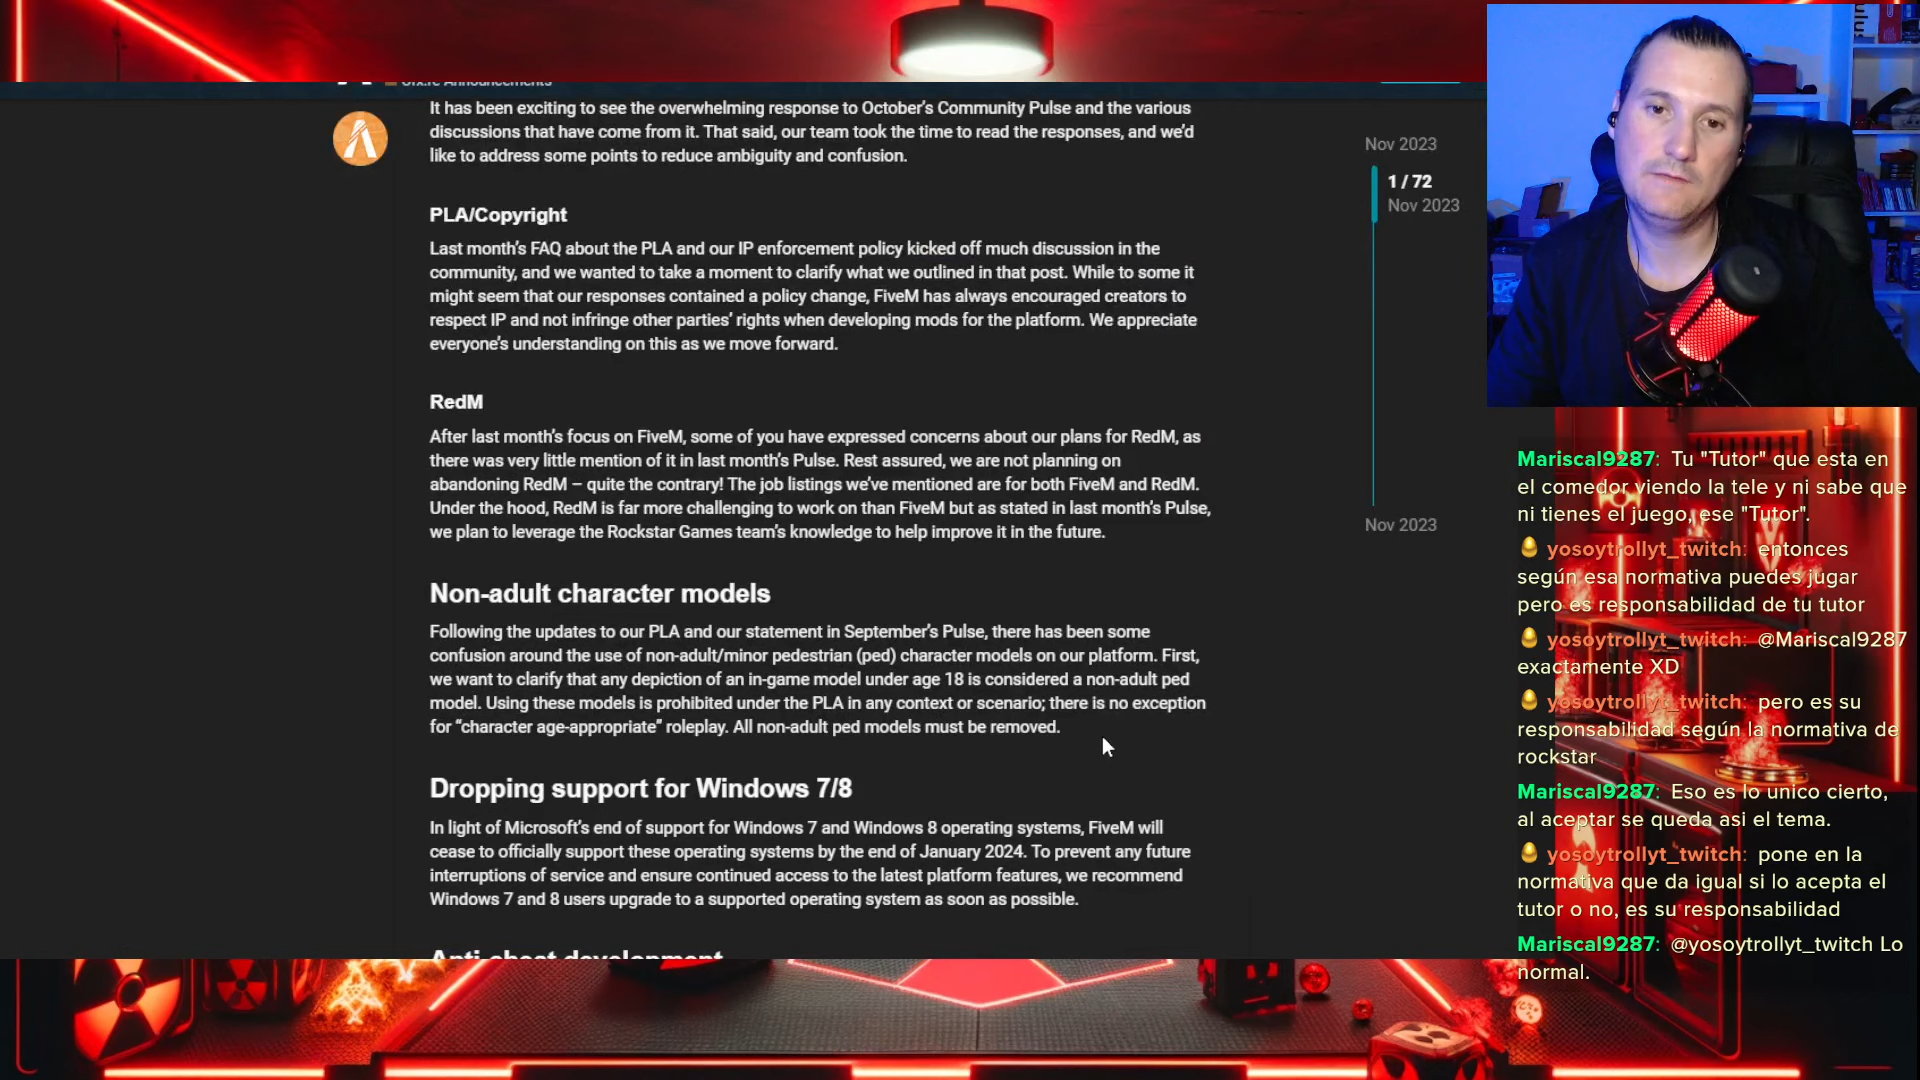 Cfx.re Announcements
It has been exciting to see the overwhelming response to October's Community Pulse and the various
discussions that have come from it. That said, our team took the time to read the responses, and we'd
like to address some points to reduce ambiguity and confusion.
PLA/Copyright
Last month's FAQ about the PLA and our IP enforcement policy kicked off much discussion in the
community, and we wanted to take a moment to clarify what we outlined in that post. While to some it
might seem that our responses contained a policy change, FiveM has always encouraged creators to
respect IP and not infringe other parties' rights when developing mods for the platform. We appreciate
everyone's understanding on this as we move forward.
RedM
After last month's focus on FiveM, some of you have expressed concerns about our plans for RedM, as
there was very little mention of it in last month's Pulse. Rest assured, we are not planning on
abandoning RedM – quite the contrary! The job listings we've mentioned are for both FiveM and RedM.
Under the hood, RedM is far more challenging to work on than FiveM but as stated in last month's Pulse,
we plan to leverage the Rockstar Games team's knowledge to help improve it in the future.
Non-adult character models
Following the updates to our PLA and our statement in September's Pulse, there has been some
confusion around the use of non-adult/minor pedestrian (ped) character models on our platform. First,
we want to clarify that any depiction of an in-game model under age 18 is considered a non-adult ped
model. Using these models is prohibited under the PLA in any context or scenario; there is no exception
for “character age-appropriate” roleplay. All non-adult ped models must be removed.
Dropping support for Windows 7/8
In light of Microsoft's end of support for Windows 7 and Windows 8 operating systems, FiveM will
cease to officially support these operating systems by the end of January 2024. To prevent any future
interruptions of service and ensure continued access to the latest platform features, we recommend
Windows 7 and 8 users upgrade to a supported operating system as soon as possible.
Anti-cheat development
Nov 2023
1 / 72
Nov 2023
Nov 2023
Mariscal9287: Tu "Tutor" que esta en
el comedor viendo la tele y ni sabe que
ni tienes el juego, ese "Tutor".
yosoytrollyt_twitch: entonces
según esa normativa puedes jugar
pero es responsabilidad de tu tutor
yosoytrollyt_twitch: @Mariscal9287
exactamente XD
yosoytrollyt_twitch: pero es su
responsabilidad según la normativa de
rockstar
Mariscal9287: Eso es lo unico cierto,
al aceptar se queda asi el tema.
yosoytrollyt_twitch: pone en la
normativa que da igual si lo acepta el
tutor o no, es su responsabilidad
Mariscal9287: @yosoytrollyt_twitch Lo
normal.